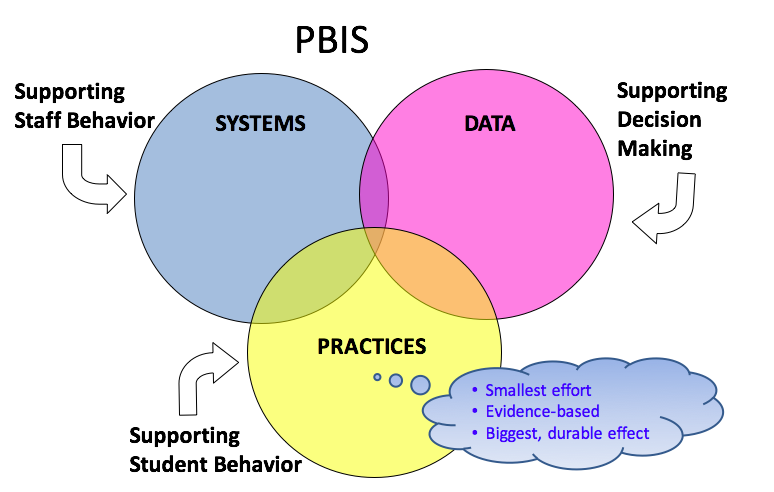 PBIS
Supporting
Staff Behavior
SYSTEMS
DATA
Supporting
Decision
Making
PRACTICES
• Smallest effort
• Evidence-based
• Biggest, durable effect
Supporting
Student Behavior